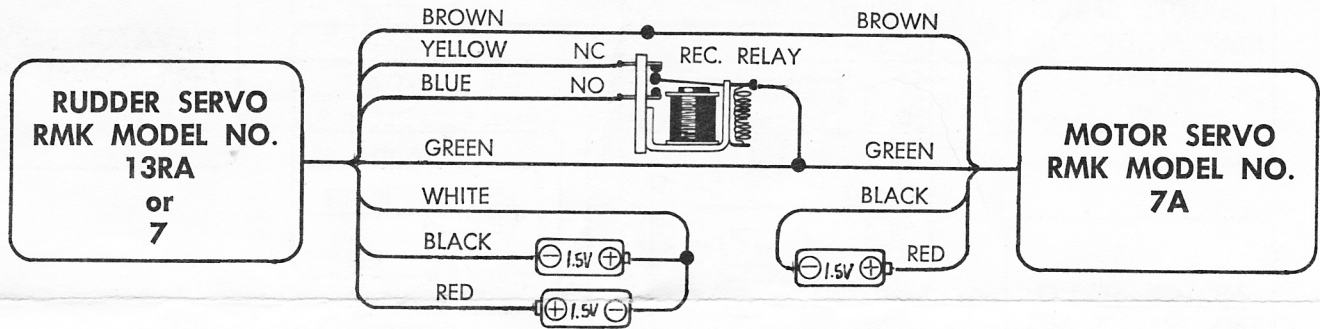 BROWN
BROWN
YELLOW
NC
REC. RELAY
BLUE
NO
RUDDER SERVO
RMK MODEL NO.
13RA
or
7
GREEN
GREEN
MOTOR SERVO
RMK MODEL NO.
7A
WHITE
BLACK
BLACK
⊖ 1.5V ⊕
⊖ 1.5V ⊕
RED
RED
⊕ 1.5V ⊖